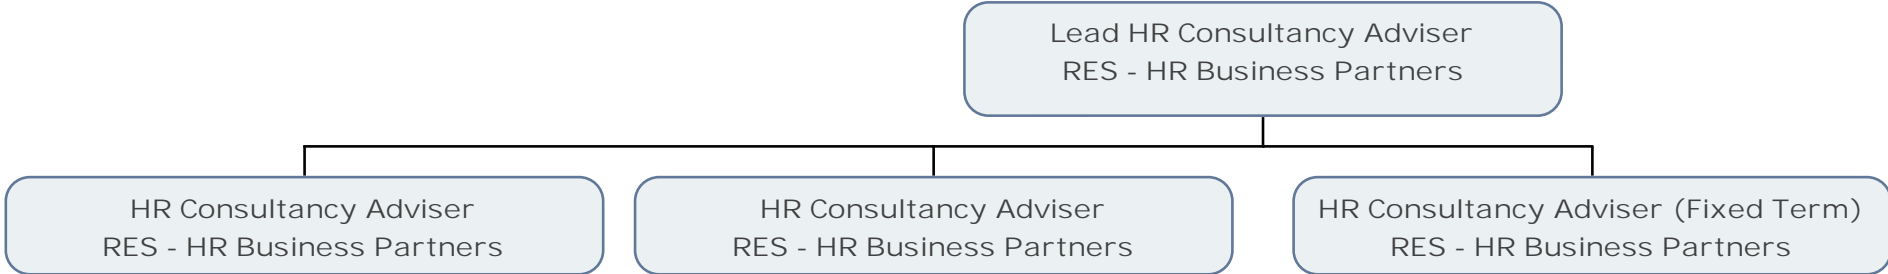 Lead HR Consultancy Adviser
RES - HR Business Partners
HR Consultancy Adviser
RES - HR Business Partners
HR Consultancy Adviser
RES - HR Business Partners
HR Consultancy Adviser (Fixed Term)
RES - HR Business Partners